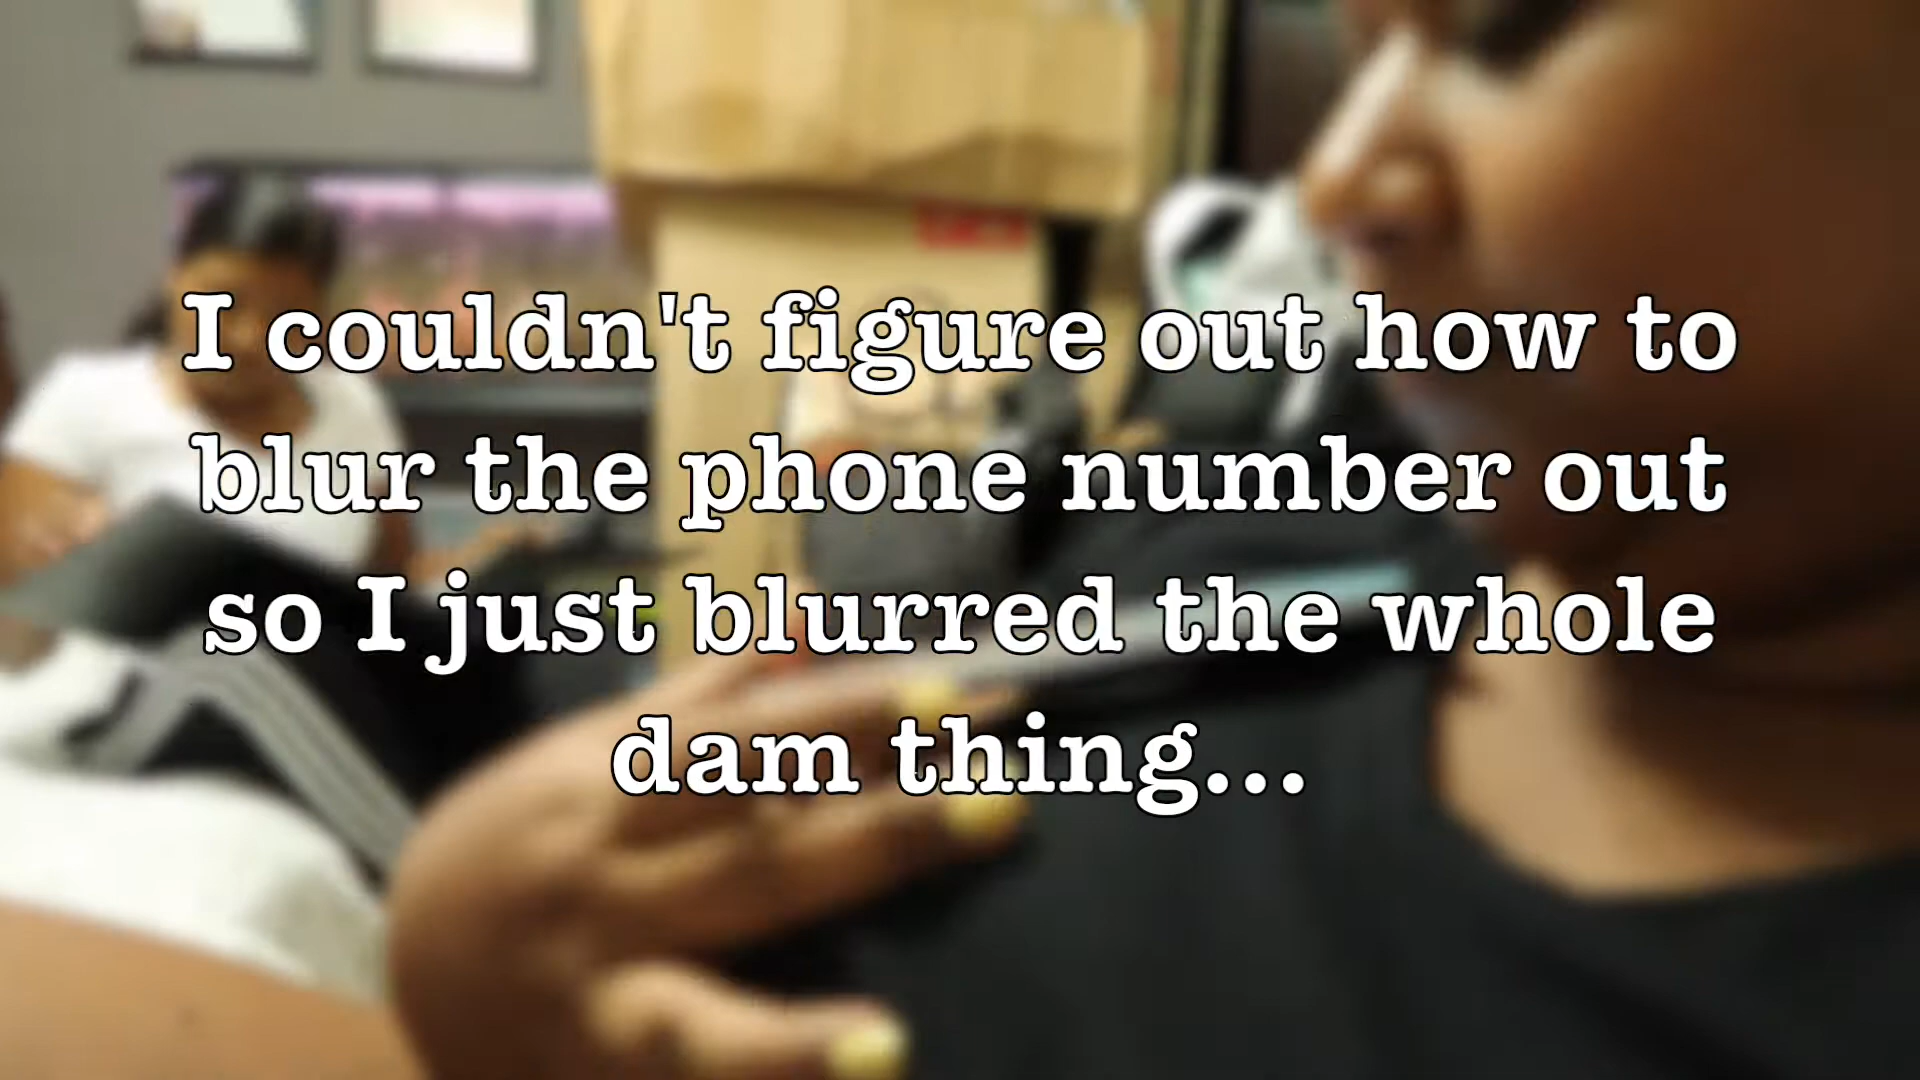 I couldn't figure out how to
blur the phone number out
so I just blurred the whole
dam thing...